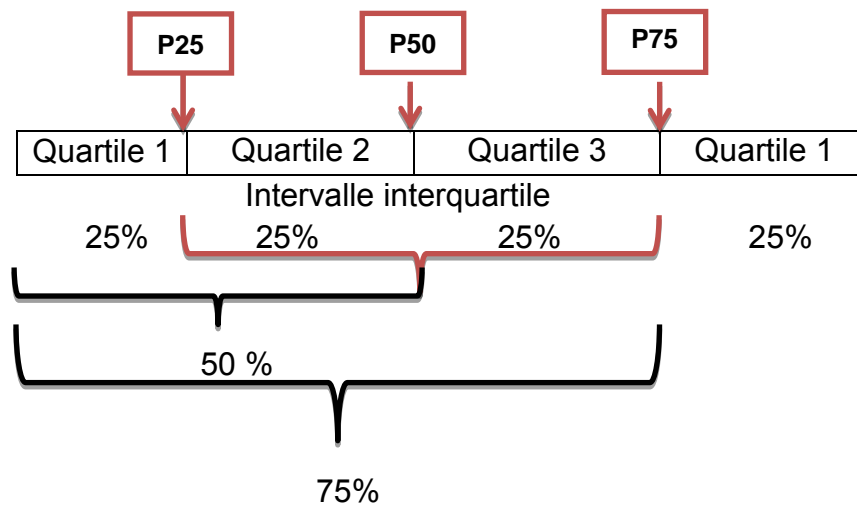 P25 P50 P75
Quartile 1 Quartile 2 Quartile 3 Quartile 1
Intervalle interquartile
25% 25% 25% 25%
50 %
75%